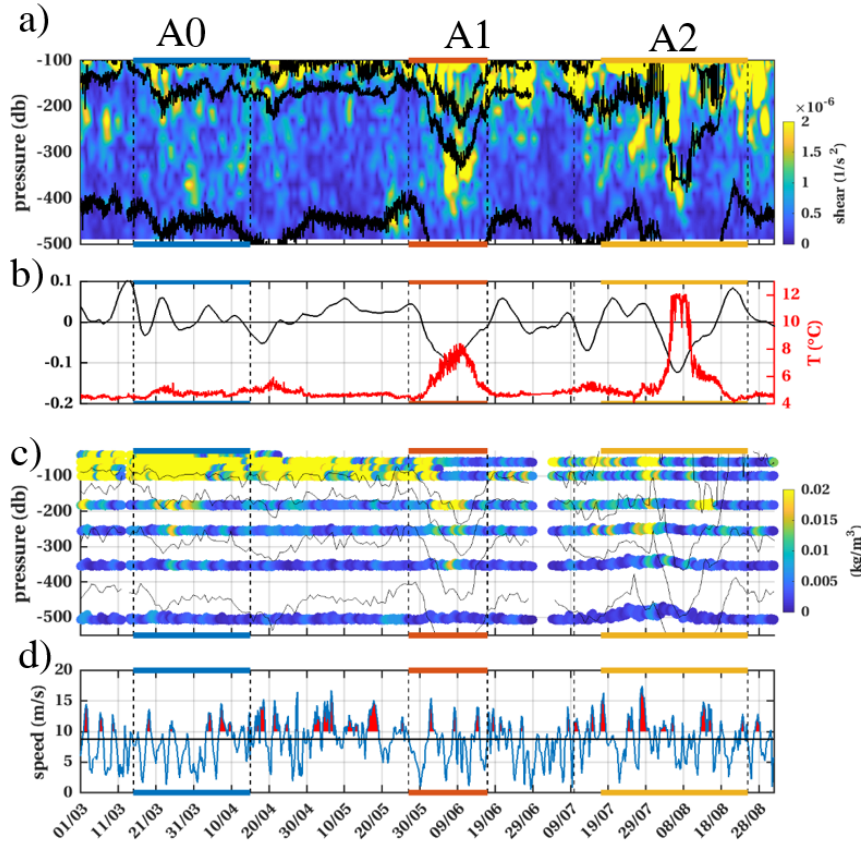 a)
A0 A1 A2
-100
-200
-300
-400
-500
pressure (db)
×10⁻⁶
2
1.5
1
0.5
0
shear (1/s ²)
b)
0.1
0
-0.1
-0.2
12
10
8
6
4
T (°C)
c)
-100
-200
-300
-400
-500
pressure (db)
0.02
0.015
0.01
0.005
0
(kg/m³)
d)
20
15
10
5
0
speed (m/s)
01/03 11/03 21/03 31/03 10/04 20/04 30/04 10/05 20/05 30/05 09/06 19/06 29/06 09/07 19/07 29/07 08/08 18/08 28/08